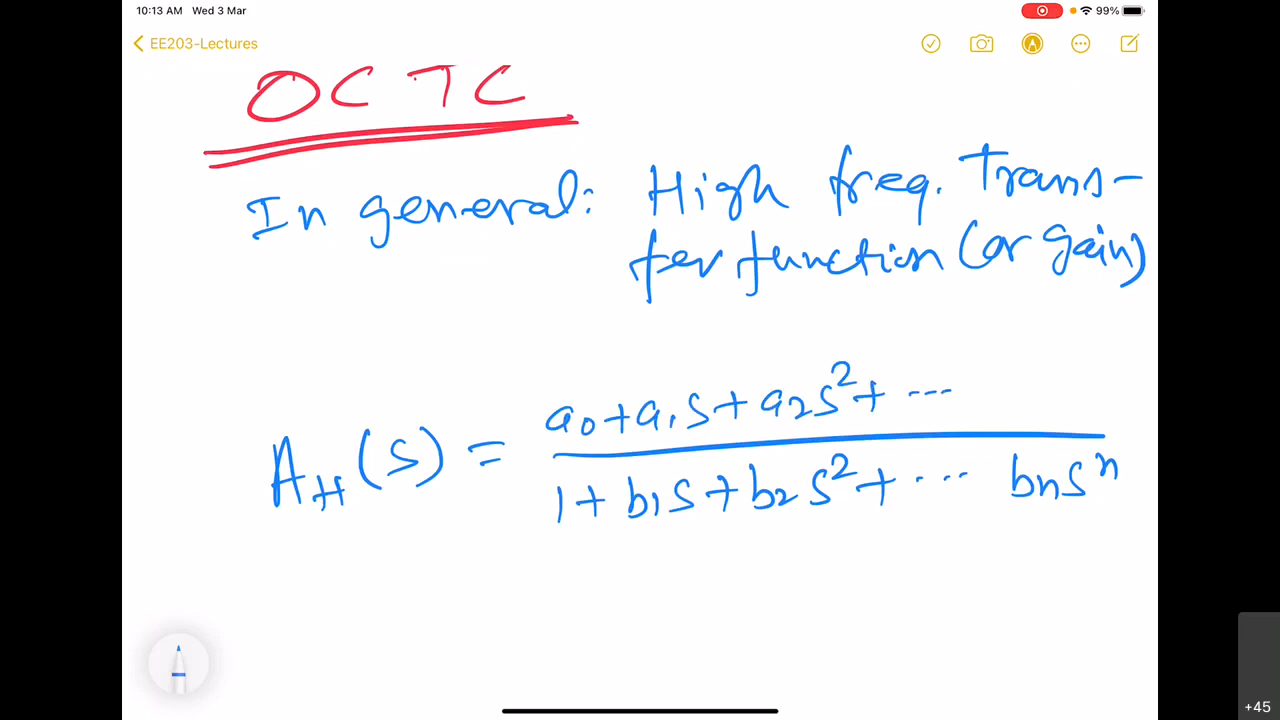 10:13 AM Wed 3 Mar
99%
EE203-Lectures
OCTC
In general: High freq. Trans-
fer function (or gain)
a₀+a₁s+a₂s²+ ...
A_H(s) =
1+b₁s+b₂s²+ ... bₙsⁿ
+45